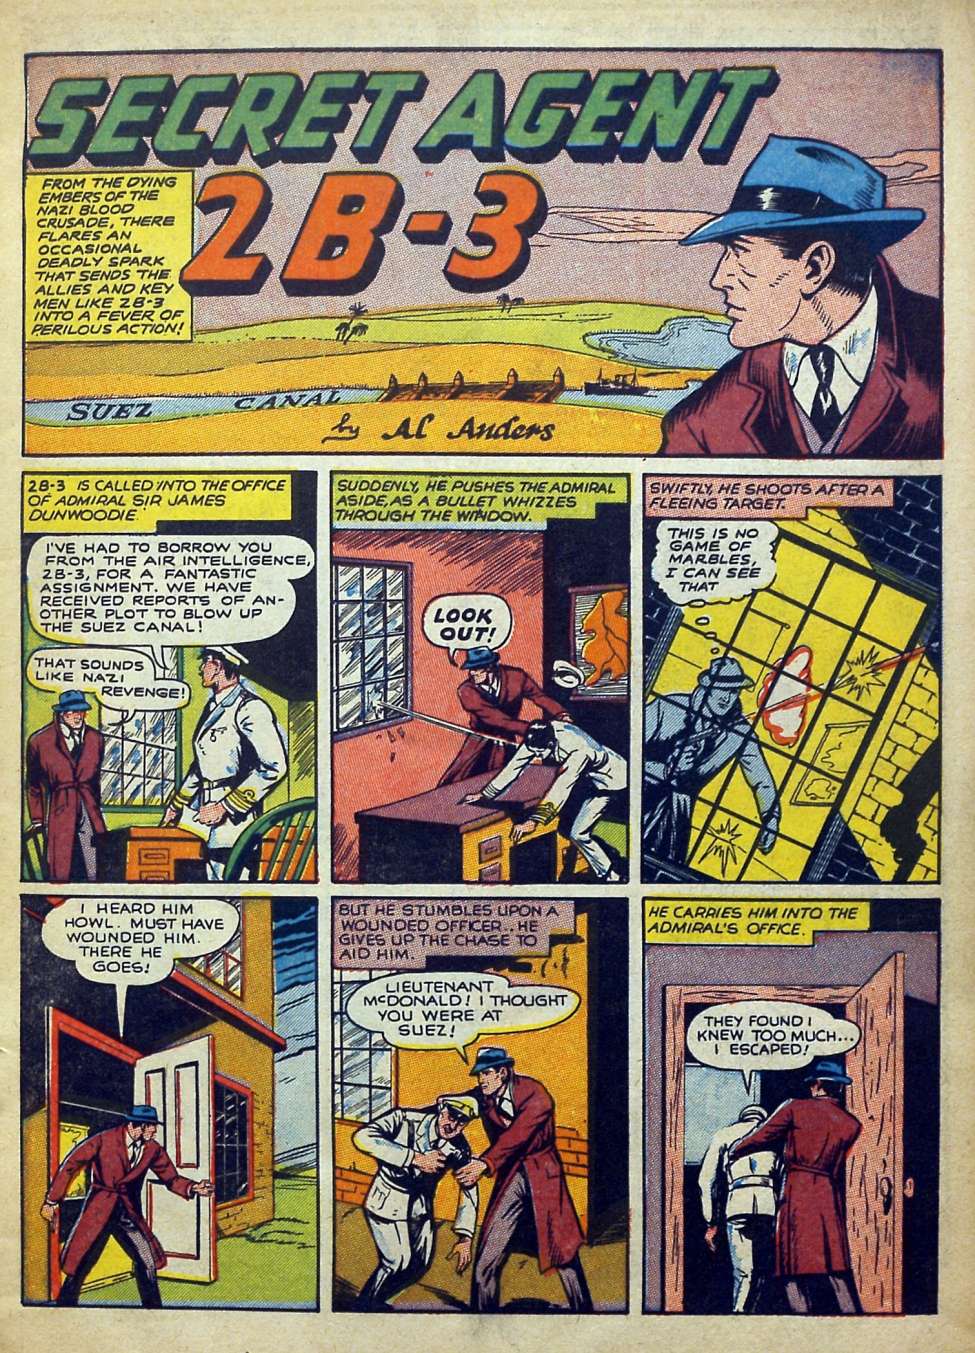 SECRET AGENT
2B-3
FROM THE DYING
EMBERS OF THE
NAZI BLOOD
CRUSADE, THERE
FLARES AN
OCCASIONAL
DEADLY SPARK
THAT SENDS THE
ALLIES AND KEY
MEN LIKE 2B-3
INTO A FEVER OF
PERILOUS ACTION!
SUEZ CANAL
by Al Anders
2B-3 IS CALLED INTO THE OFFICE
OF ADMIRAL SIR JAMES
DUNWOODIE.
I'VE HAD TO BORROW YOU
FROM THE AIR INTELLIGENCE,
2B-3, FOR A FANTASTIC
ASSIGNMENT. WE HAVE
RECEIVED REPORTS OF AN-
OTHER PLOT TO BLOW UP
THE SUEZ CANAL!
THAT SOUNDS
LIKE NAZI
REVENGE!
SUDDENLY, HE PUSHES THE ADMIRAL
ASIDE, AS A BULLET WHIZZES
THROUGH THE WINDOW.
LOOK
OUT!
SWIFTLY, HE SHOOTS AFTER A
FLEEING TARGET.
THIS IS NO
GAME OF
MARBLES,
I CAN SEE
THAT
I HEARD HIM
HOWL. MUST HAVE
WOUNDED HIM.
THERE HE
GOES!
BUT HE STUMBLES UPON A
WOUNDED OFFICER.. HE
GIVES UP THE CHASE TO
AID HIM.
LIEUTENANT
McDONALD! I THOUGHT
YOU WERE AT
SUEZ!
HE CARRIES HIM INTO THE
ADMIRAL'S OFFICE.
THEY FOUND I
KNEW TOO MUCH...
I ESCAPED!